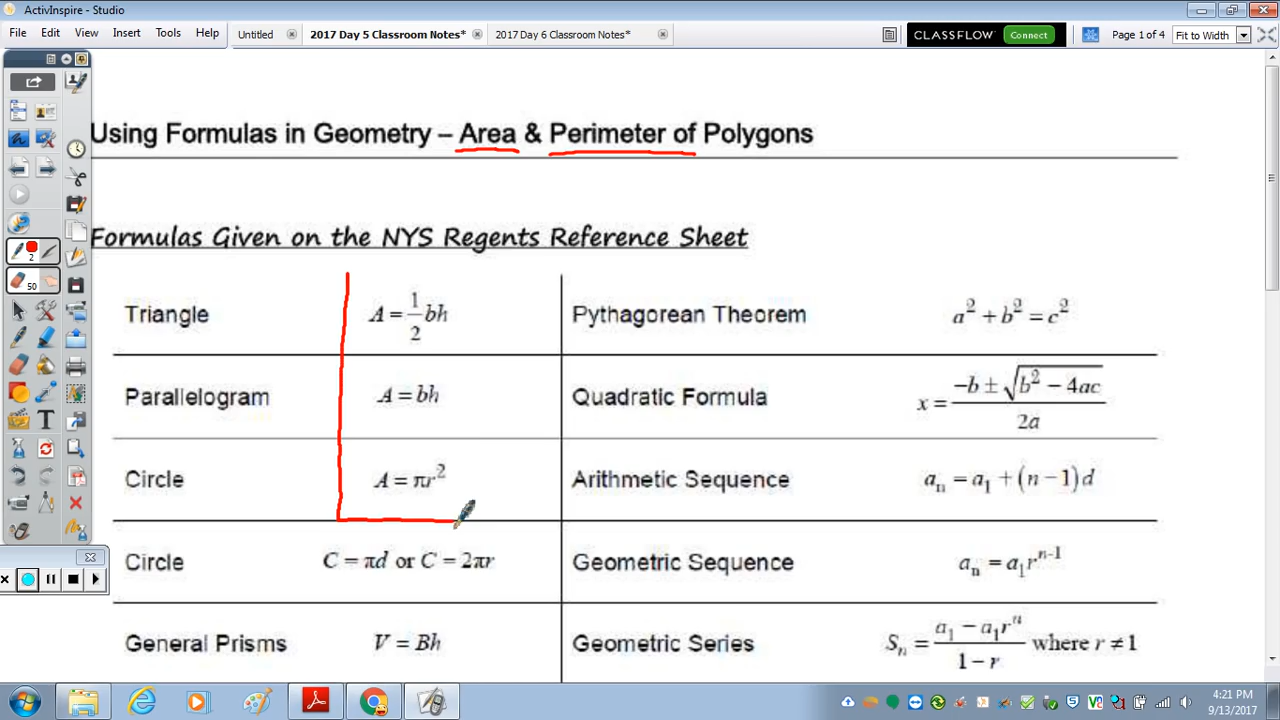 ActivInspire - Studio
File Edit View Insert Tools Help Untitled 2017 Day 5 Classroom Notes* 2017 Day 6 Classroom Notes* CLASSFLOW Connect Page 1 of 4 Fit to Width
Using Formulas in Geometry – Area & Perimeter of Polygons
Formulas Given on the NYS Regents Reference Sheet
Triangle A = 1/2 bh Pythagorean Theorem a² + b² = c²
Parallelogram A = bh Quadratic Formula x = (-b ± √(b² − 4ac)) / 2a
Circle A = πr² Arithmetic Sequence aₙ = a₁ + (n − 1)d
Circle C = πd or C = 2πr Geometric Sequence aₙ = a₁rⁿ⁻¹
General Prisms V = Bh Geometric Series Sₙ = (a₁ − a₁rⁿ) / (1 − r) where r ≠ 1
2
50
4:21 PM
9/13/2017